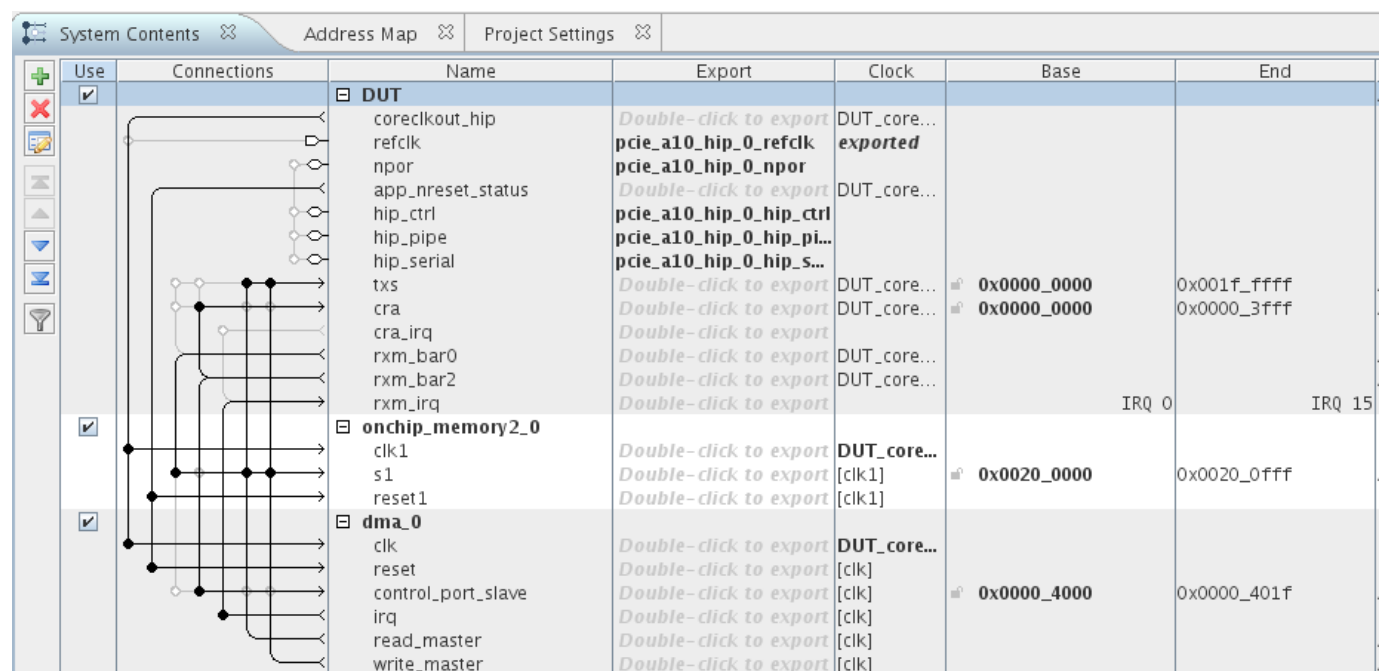 System Contents Address Map Project Settings
Use Connections Name Export Clock Base End
DUT
coreclkout_hip Double-click to export DUT_core...
refclk pcie_a10_hip_0_refclk exported
npor pcie_a10_hip_0_npor
app_nreset_status Double-click to export DUT_core...
hip_ctrl pcie_a10_hip_0_hip_ctrl
hip_pipe pcie_a10_hip_0_hip_pi...
hip_serial pcie_a10_hip_0_hip_s...
txs Double-click to export DUT_core... 0x0000_0000 0x001f_ffff
cra Double-click to export DUT_core... 0x0000_0000 0x0000_3fff
cra_irq Double-click to export
rxm_bar0 Double-click to export DUT_core...
rxm_bar2 Double-click to export DUT_core...
rxm_irq Double-click to export IRQ 0 IRQ 15
onchip_memory2_0
clk1 Double-click to export DUT_core...
s1 Double-click to export [clk1] 0x0020_0000 0x0020_0fff
reset1 Double-click to export [clk1]
dma_0
clk Double-click to export DUT_core...
reset Double-click to export [clk]
control_port_slave Double-click to export [clk] 0x0000_4000 0x0000_401f
irq Double-click to export [clk]
read_master Double-click to export [clk]
write_master Double-click to export [clk]